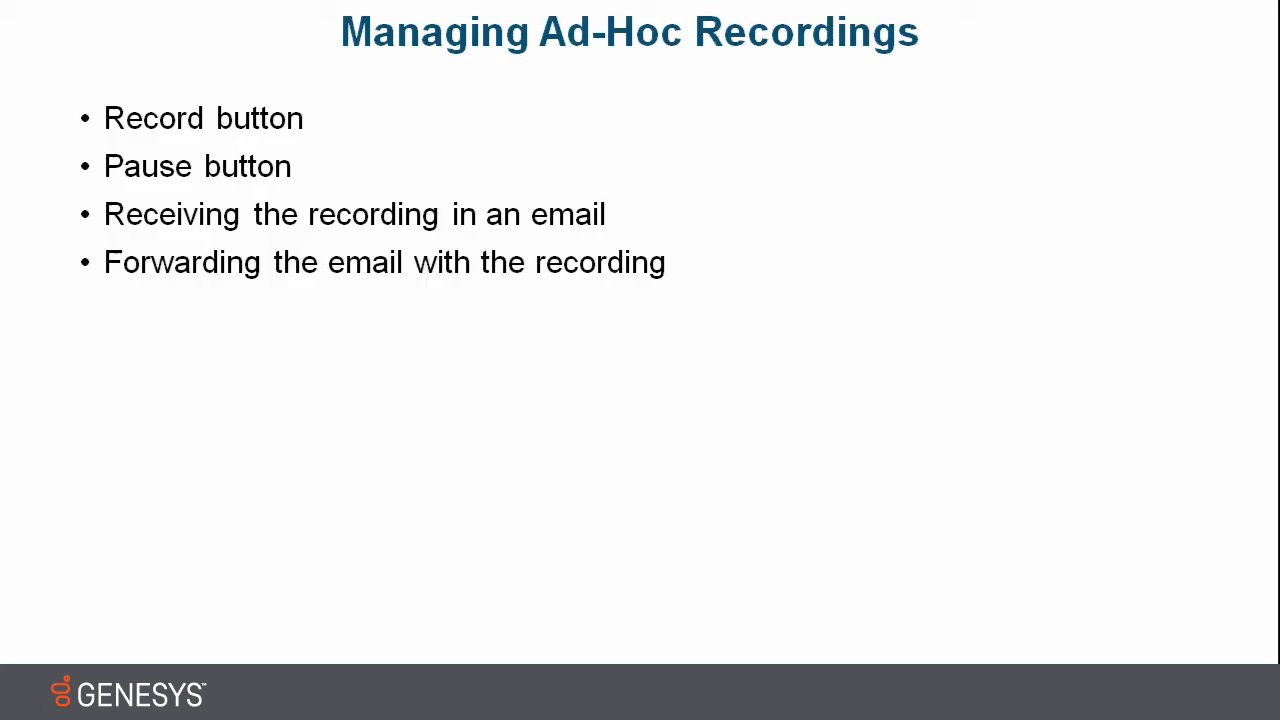 Managing Ad-Hoc Recordings
• Record button
• Pause button
• Receiving the recording in an email
• Forwarding the email with the recording
GENESYS™